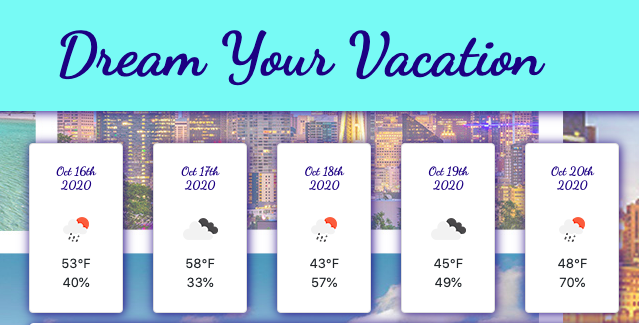 Dream Your Vacation
Oct 16th
2020
53°F
40%
Oct 17th
2020
58°F
33%
Oct 18th
2020
43°F
57%
Oct 19th
2020
45°F
49%
Oct 20th
2020
48°F
70%